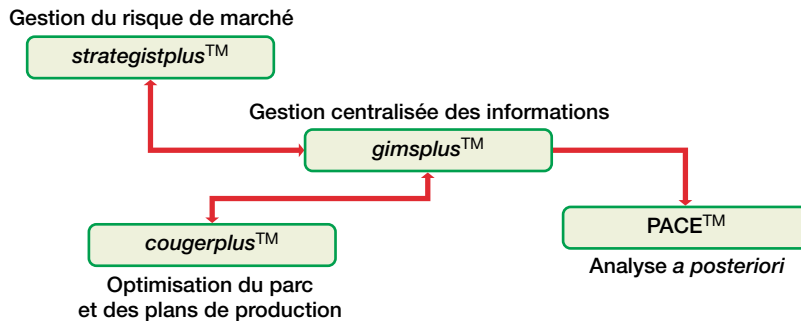 Gestion du risque de marché
strategistplus™
Gestion centralisée des informations
gimsplus™
cougerplus™
Optimisation du parc
et des plans de production
PACE™
Analyse a posteriori